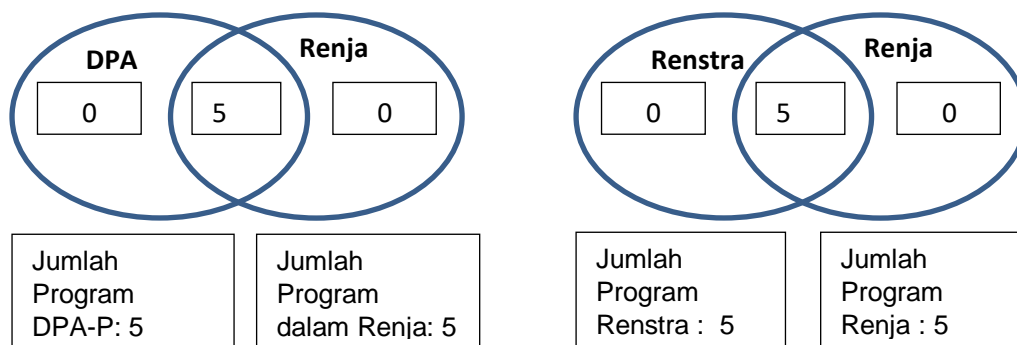 DPA
Renja
0
5
0
Jumlah
Program
DPA-P: 5
Jumlah
Program
dalam Renja: 5
Renstra
Renja
0
5
0
Jumlah
Program
Renstra :  5
Jumlah
Program
Renja : 5